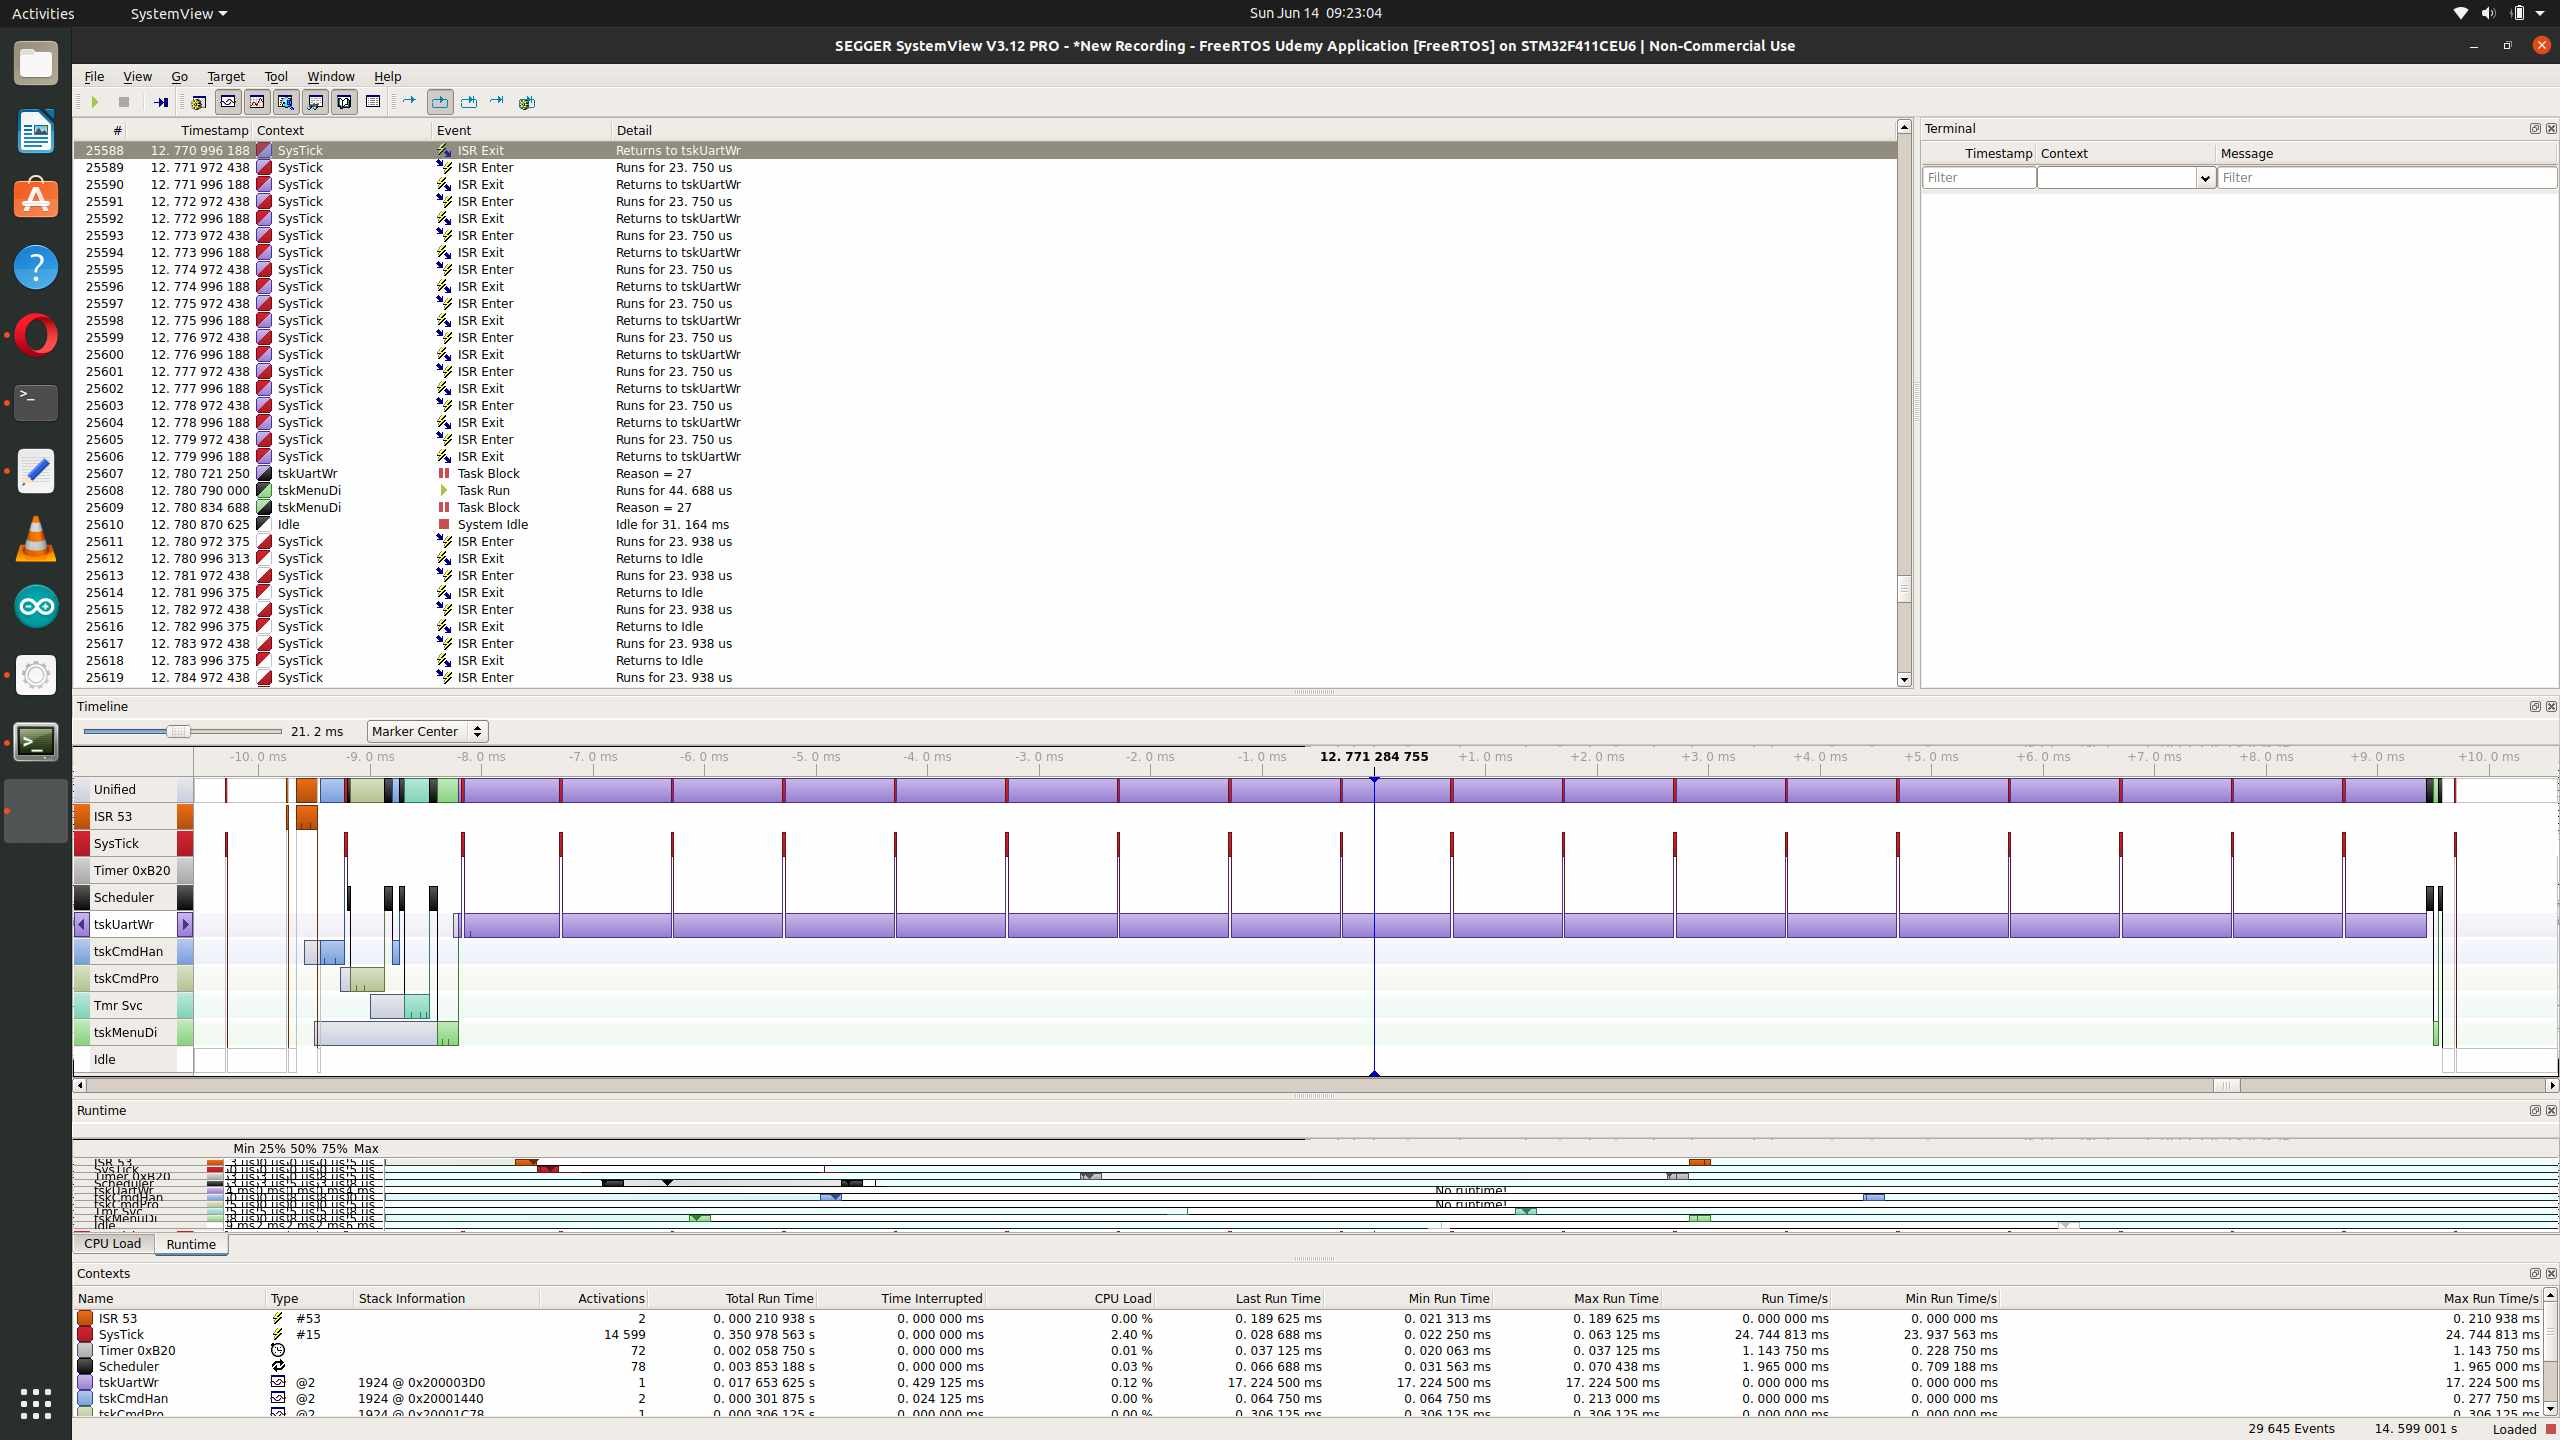 Activities SystemView Sun Jun 14 09:23:04
SEGGER SystemView V3.12 PRO - *New Recording - FreeRTOS Udemy Application [FreeRTOS] on STM32F411CEU6 | Non-Commercial Use
File View Go Target Tool Window Help
# Timestamp Context Event Detail
25588 12. 770 996 188 SysTick ISR Exit Returns to tskUartWr
25589 12. 771 972 438 SysTick ISR Enter Runs for 23. 750 us
25590 12. 771 996 188 SysTick ISR Exit Returns to tskUartWr
25591 12. 772 972 438 SysTick ISR Enter Runs for 23. 750 us
25592 12. 772 996 188 SysTick ISR Exit Returns to tskUartWr
25593 12. 773 972 438 SysTick ISR Enter Runs for 23. 750 us
25594 12. 773 996 188 SysTick ISR Exit Returns to tskUartWr
25595 12. 774 972 438 SysTick ISR Enter Runs for 23. 750 us
25596 12. 774 996 188 SysTick ISR Exit Returns to tskUartWr
25597 12. 775 972 438 SysTick ISR Enter Runs for 23. 750 us
25598 12. 775 996 188 SysTick ISR Exit Returns to tskUartWr
25599 12. 776 972 438 SysTick ISR Enter Runs for 23. 750 us
25600 12. 776 996 188 SysTick ISR Exit Returns to tskUartWr
25601 12. 777 972 438 SysTick ISR Enter Runs for 23. 750 us
25602 12. 777 996 188 SysTick ISR Exit Returns to tskUartWr
25603 12. 778 972 438 SysTick ISR Enter Runs for 23. 750 us
25604 12. 778 996 188 SysTick ISR Exit Returns to tskUartWr
25605 12. 779 972 438 SysTick ISR Enter Runs for 23. 750 us
25606 12. 779 996 188 SysTick ISR Exit Returns to tskUartWr
25607 12. 780 721 250 tskUartWr Task Block Reason = 27
25608 12. 780 790 000 tskMenuDi Task Run Runs for 44. 688 us
25609 12. 780 834 688 tskMenuDi Task Block Reason = 27
25610 12. 780 870 625 Idle System Idle Idle for 31. 164 ms
25611 12. 780 972 375 SysTick ISR Enter Runs for 23. 938 us
25612 12. 780 996 313 SysTick ISR Exit Returns to Idle
25613 12. 781 972 438 SysTick ISR Enter Runs for 23. 938 us
25614 12. 781 996 375 SysTick ISR Exit Returns to Idle
25615 12. 782 972 438 SysTick ISR Enter Runs for 23. 938 us
25616 12. 782 996 375 SysTick ISR Exit Returns to Idle
25617 12. 783 972 438 SysTick ISR Enter Runs for 23. 938 us
25618 12. 783 996 375 SysTick ISR Exit Returns to Idle
25619 12. 784 972 438 SysTick ISR Enter Runs for 23. 938 us
Terminal
Timestamp Context Message
Filter Filter
Timeline
21. 2 ms Marker Center
-10. 0 ms -9. 0 ms -8. 0 ms -7. 0 ms -6. 0 ms -5. 0 ms -4. 0 ms -3. 0 ms -2. 0 ms -1. 0 ms 12. 771 284 755 +1. 0 ms +2. 0 ms +3. 0 ms +4. 0 ms +5. 0 ms +6. 0 ms +7. 0 ms +8. 0 ms +9. 0 ms +10. 0 ms
Unified
ISR 53
SysTick
Timer 0xB20
Scheduler
tskUartWr
tskCmdHan
tskCmdPro
Tmr Svc
tskMenuDi
Idle
Runtime
Min 25% 50% 75% Max
No runtime!
No runtime!
CPU Load Runtime
Contexts
Name Type Stack Information Activations Total Run Time Time Interrupted CPU Load Last Run Time Min Run Time Max Run Time Run Time/s Min Run Time/s Max Run Time/s
ISR 53 #53 2 0. 000 210 938 s 0. 000 000 ms 0.00 % 0. 189 625 ms 0. 021 313 ms 0. 189 625 ms 0. 000 000 ms 0. 000 000 ms 0. 210 938 ms
SysTick #15 14 599 0. 350 978 563 s 0. 000 000 ms 2.40 % 0. 028 688 ms 0. 022 250 ms 0. 063 125 ms 24. 744 813 ms 23. 937 563 ms 24. 744 813 ms
Timer 0xB20 72 0. 002 058 750 s 0. 000 000 ms 0.01 % 0. 037 125 ms 0. 020 063 ms 0. 037 125 ms 1. 143 750 ms 0. 228 750 ms 1. 143 750 ms
Scheduler 78 0. 003 853 188 s 0. 000 000 ms 0.03 % 0. 066 688 ms 0. 031 563 ms 0. 070 438 ms 1. 965 000 ms 0. 709 188 ms 1. 965 000 ms
tskUartWr @2 1924 @ 0x200003D0 1 0. 017 653 625 s 0. 429 125 ms 0.12 % 17. 224 500 ms 17. 224 500 ms 17. 224 500 ms 0. 000 000 ms 0. 000 000 ms 17. 224 500 ms
tskCmdHan @2 1924 @ 0x20001440 2 0. 000 301 875 s 0. 024 125 ms 0.00 % 0. 064 750 ms 0. 064 750 ms 0. 213 000 ms 0. 000 000 ms 0. 000 000 ms 0. 277 750 ms
tskCmdPro @2 1924 @ 0x20001C78 1 0. 000 306 125 s 0. 000 000 ms 0.00 % 0. 306 125 ms 0. 306 125 ms 0. 306 125 ms 0. 000 000 ms 0. 000 000 ms 0. 306 125 ms
29 645 Events 14. 599 001 s Loaded